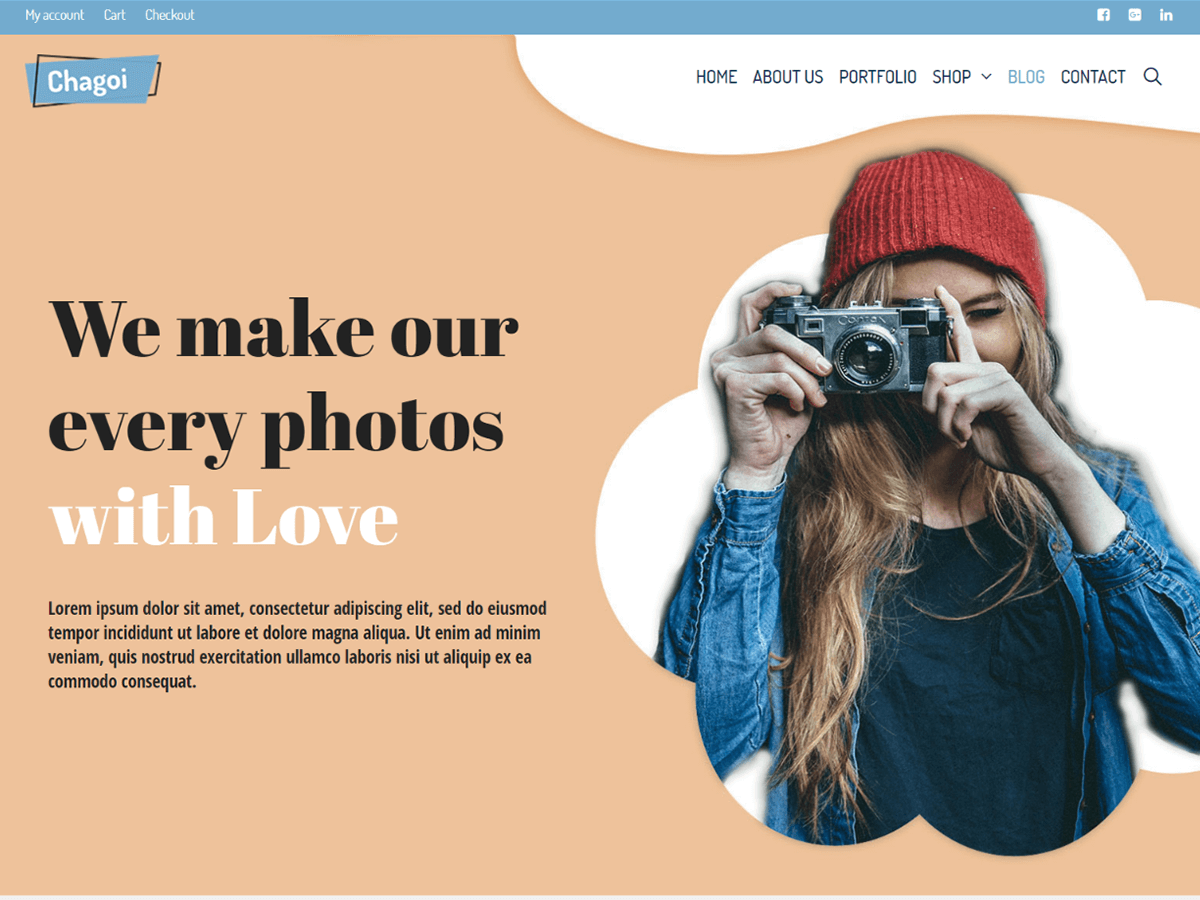 My account Cart Checkout
Chagoi
HOME ABOUT US PORTFOLIO SHOP BLOG CONTACT
We make our
every photos
with Love
Contax
Lorem ipsum dolor sit amet, consectetur adipiscing elit, sed do eiusmod
tempor incididunt ut labore et dolore magna aliqua. Ut enim ad minim
veniam, quis nostrud exercitation ullamco laboris nisi ut aliquip ex ea
commodo consequat.